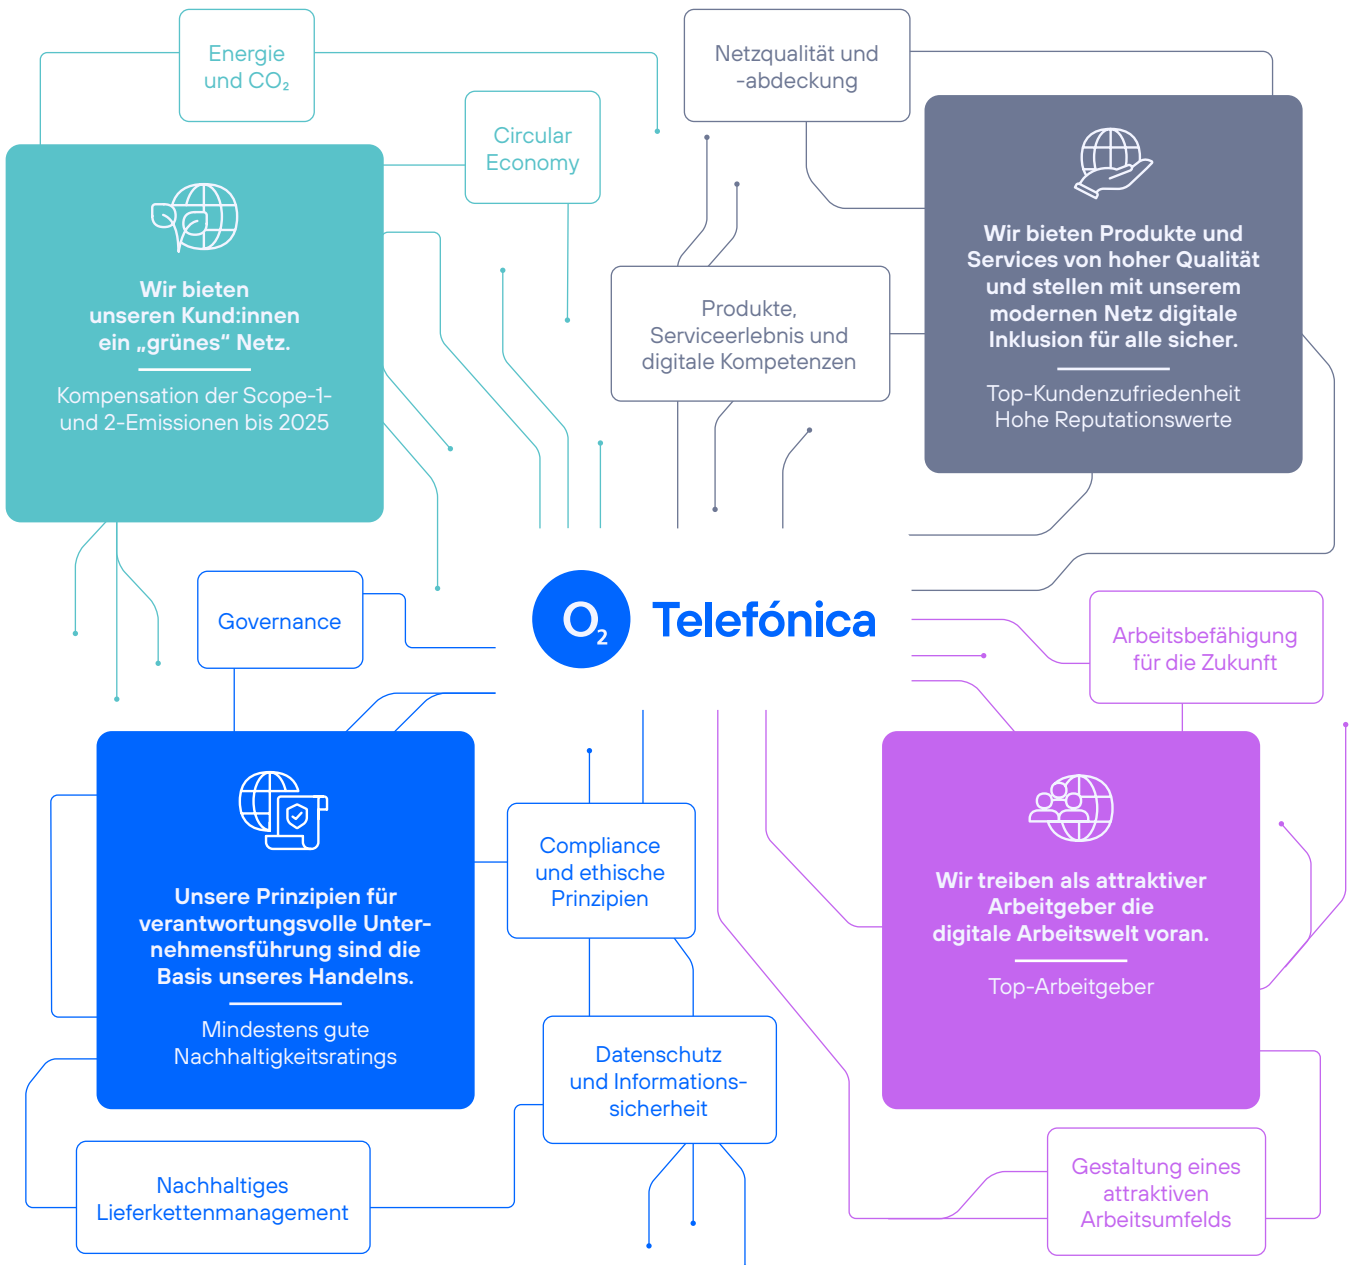 Energie
und CO₂
Circular
Economy
Wir bieten
unseren Kund:innen
ein „grünes“ Netz.
Kompensation der Scope-1-
und 2-Emissionen bis 2025
Netzqualität und
-abdeckung
Produkte,
Serviceerlebnis und
digitale Kompetenzen
Wir bieten Produkte und
Services von hoher Qualität
und stellen mit unserem
modernen Netz digitale
Inklusion für alle sicher.
Top-Kundenzufriedenheit
Hohe Reputationswerte
O₂ Telefónica
Governance
Unsere Prinzipien für
verantwortungsvolle Unter-
nehmensführung sind die
Basis unseres Handelns.
Mindestens gute
Nachhaltigkeitsratings
Compliance
und ethische
Prinzipien
Datenschutz
und Informations-
sicherheit
Nachhaltiges
Lieferkettenmanagement
Arbeitsbefähigung
für die Zukunft
Wir treiben als attraktiver
Arbeitgeber die
digitale Arbeitswelt voran.
Top-Arbeitgeber
Gestaltung eines
attraktiven
Arbeitsumfelds